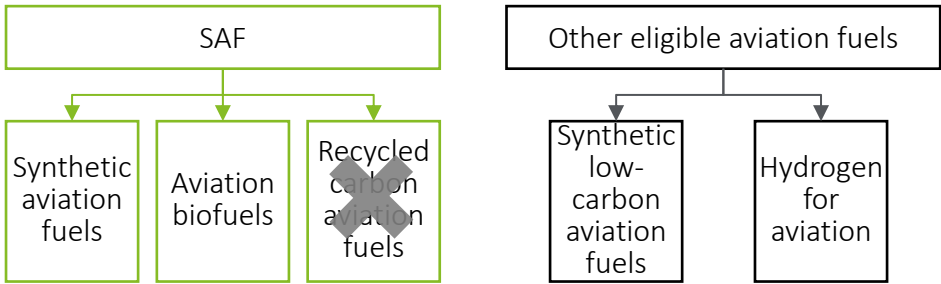 SAF
Other eligible aviation fuels
Synthetic
aviation
fuels
Aviation
biofuels
Recycled
carbon
aviation
fuels
Synthetic
low-
carbon
aviation
fuels
Hydrogen
for
aviation